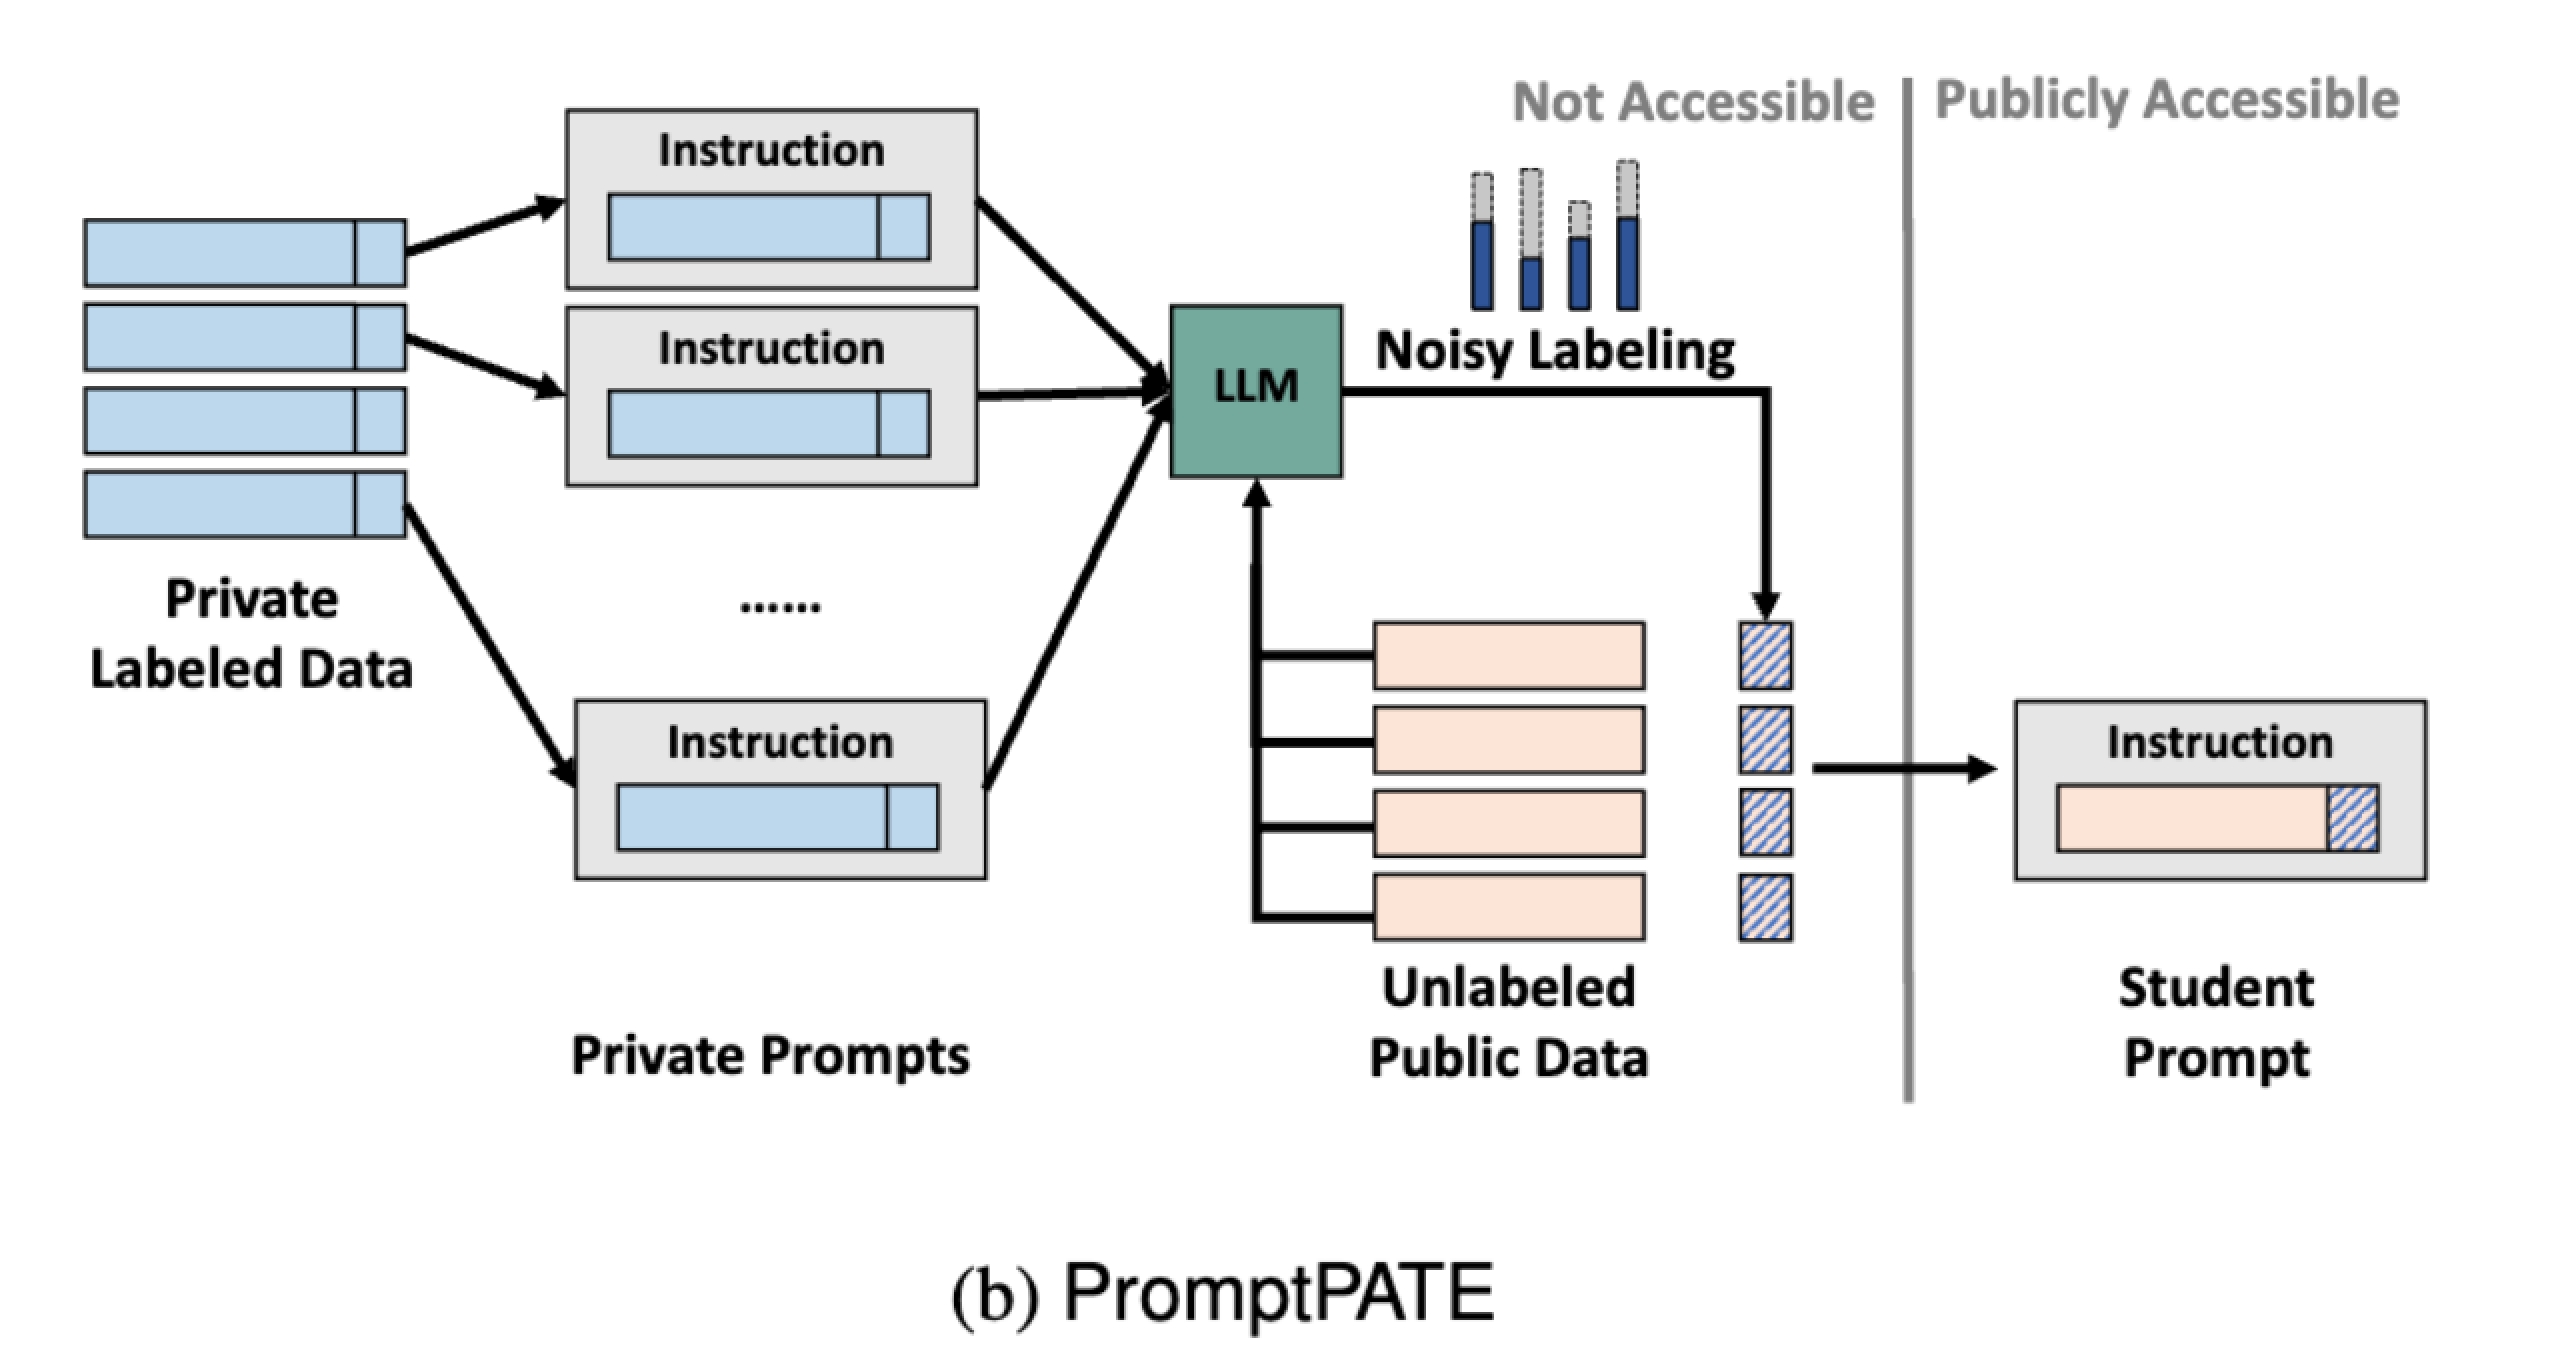 Not Accessible
Publicly Accessible
Instruction
Instruction
LLM
Noisy Labeling
Private
Labeled Data
......
Instruction
Private Prompts
Unlabeled
Public Data
Instruction
Student
Prompt
(b) PromptPATE